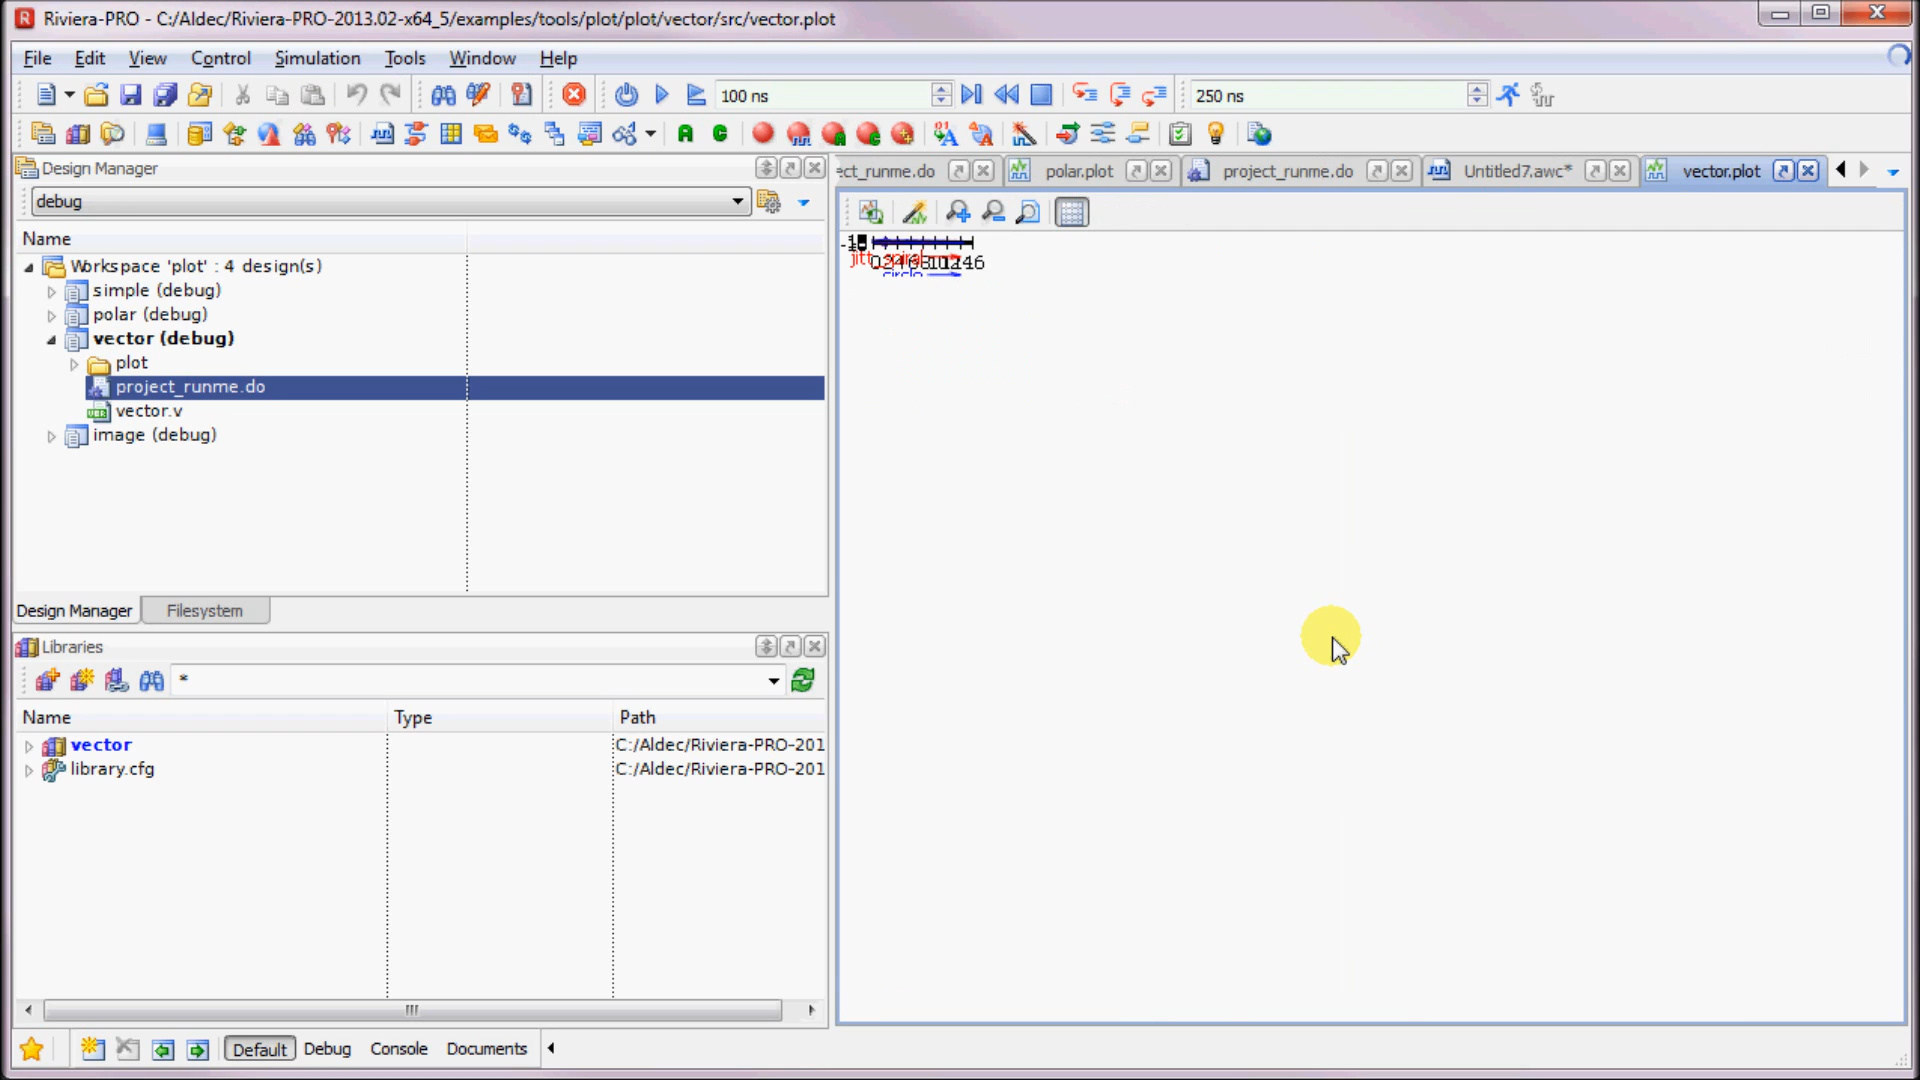 Riviera-PRO - C:/Aldec/Riviera-PRO-2013.02-x64_5/examples/tools/plot/plot/vector/src/vector.plot
File Edit View Control Simulation Tools Window Help
100 ns 250 ns
Design Manager
debug
Name
Workspace 'plot' : 4 design(s)
simple (debug)
polar (debug)
vector (debug)
plot
project_runme.do
vector.v
image (debug)
Design Manager Filesystem
Libraries
*
Name Type Path
vector C:/Aldec/Riviera-PRO-201
library.cfg C:/Aldec/Riviera-PRO-201
Default Debug Console Documents
ect_runme.do polar.plot project_runme.do Untitled7.awc* vector.plot
circle